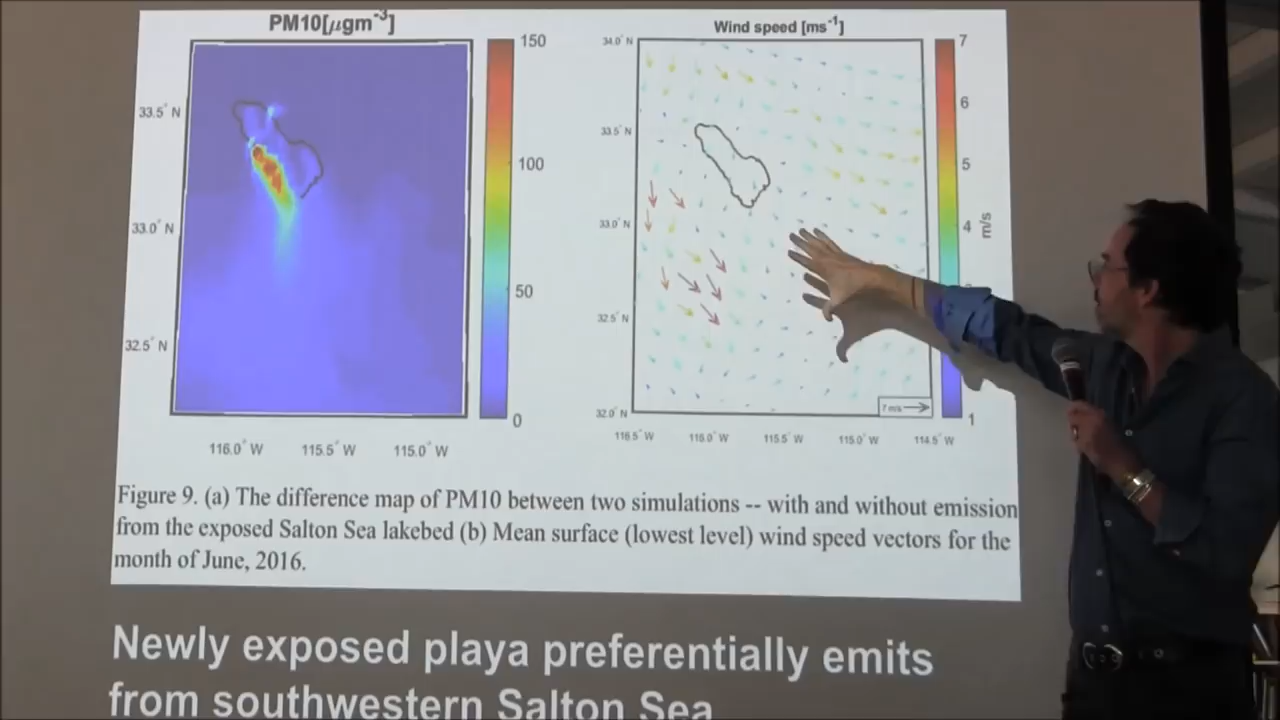 PM10[μgm⁻³]
150
100
50
0
33.5° N
33.0° N
32.5° N
116.0° W 115.5° W 115.0° W
Wind speed [ms⁻¹]
34.0° N
33.5° N
33.0° N
32.5° N
32.0° N
116.5° W 116.0° W 115.5° W 115.0° W 114.5° W
7 m/s
7
6
5
4
1
m/s
Figure 9. (a) The difference map of PM10 between two simulations -- with and without emission
from the exposed Salton Sea lakebed (b) Mean surface (lowest level) wind speed vectors for the
month of June, 2016.
Newly exposed playa preferentially emits
from southwestern Salton Sea